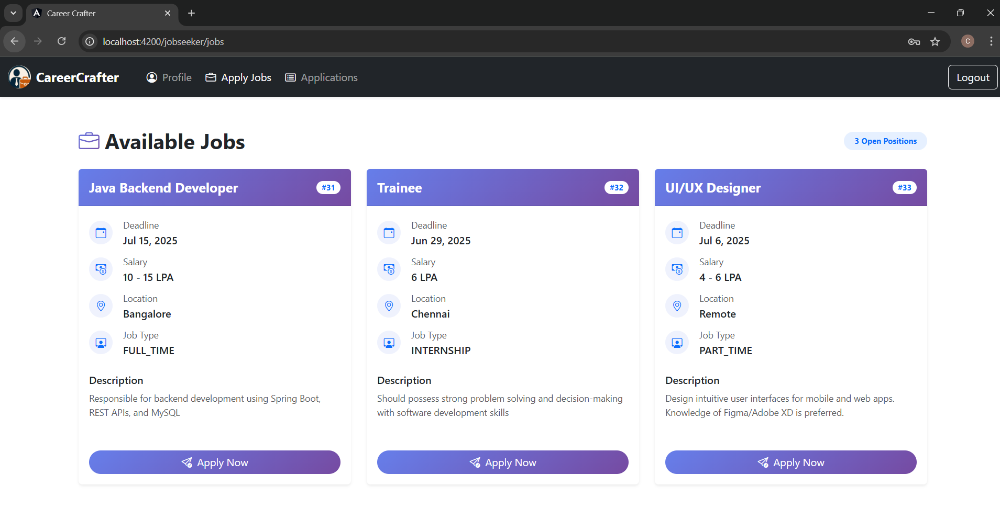 Career Crafter
localhost:4200/jobseeker/jobs
C
CareerCrafter
Profile
Apply Jobs
Applications
Logout
Available Jobs
3 Open Positions
Java Backend Developer
#31
Deadline
Jul 15, 2025
Salary
10 - 15 LPA
Location
Bangalore
Job Type
FULL_TIME
Description
Responsible for backend development using Spring Boot,
REST APIs, and MySQL
Apply Now
Trainee
#32
Deadline
Jun 29, 2025
Salary
6 LPA
Location
Chennai
Job Type
INTERNSHIP
Description
Should possess strong problem solving and decision-making
with software development skills
Apply Now
UI/UX Designer
#33
Deadline
Jul 6, 2025
Salary
4 - 6 LPA
Location
Remote
Job Type
PART_TIME
Description
Design intuitive user interfaces for mobile and web apps.
Knowledge of Figma/Adobe XD is preferred.
Apply Now